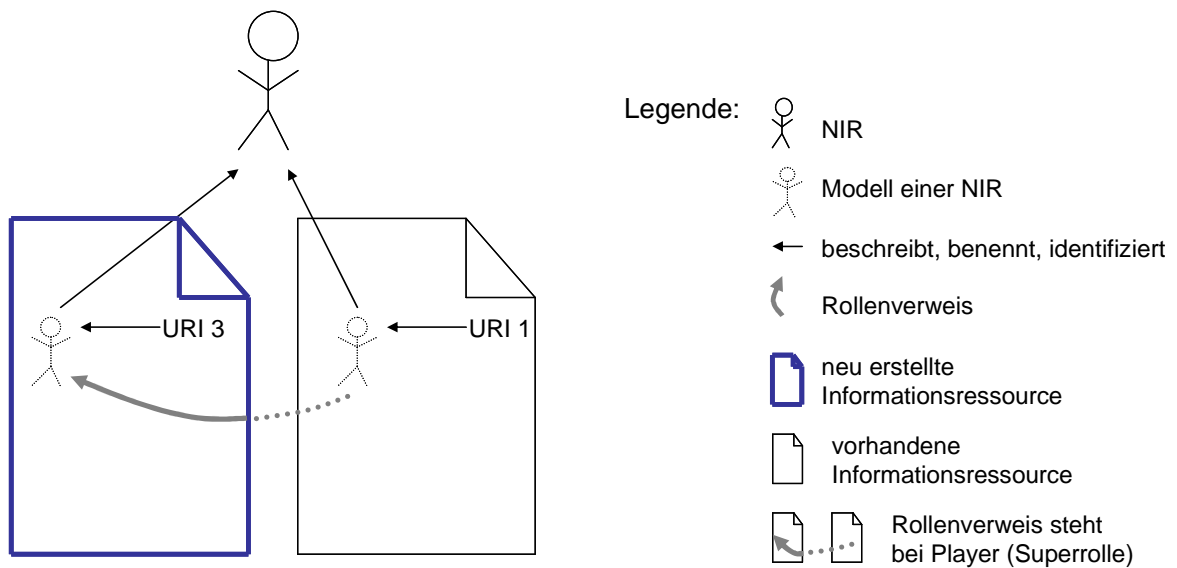 Legende:
NIR
Modell einer NIR
beschreibt, benennt, identifiziert
Rollenverweis
neu erstellte
Informationsressource
vorhandene
Informationsressource
Rollenverweis steht
bei Player (Superrolle)
URI 3
URI 1